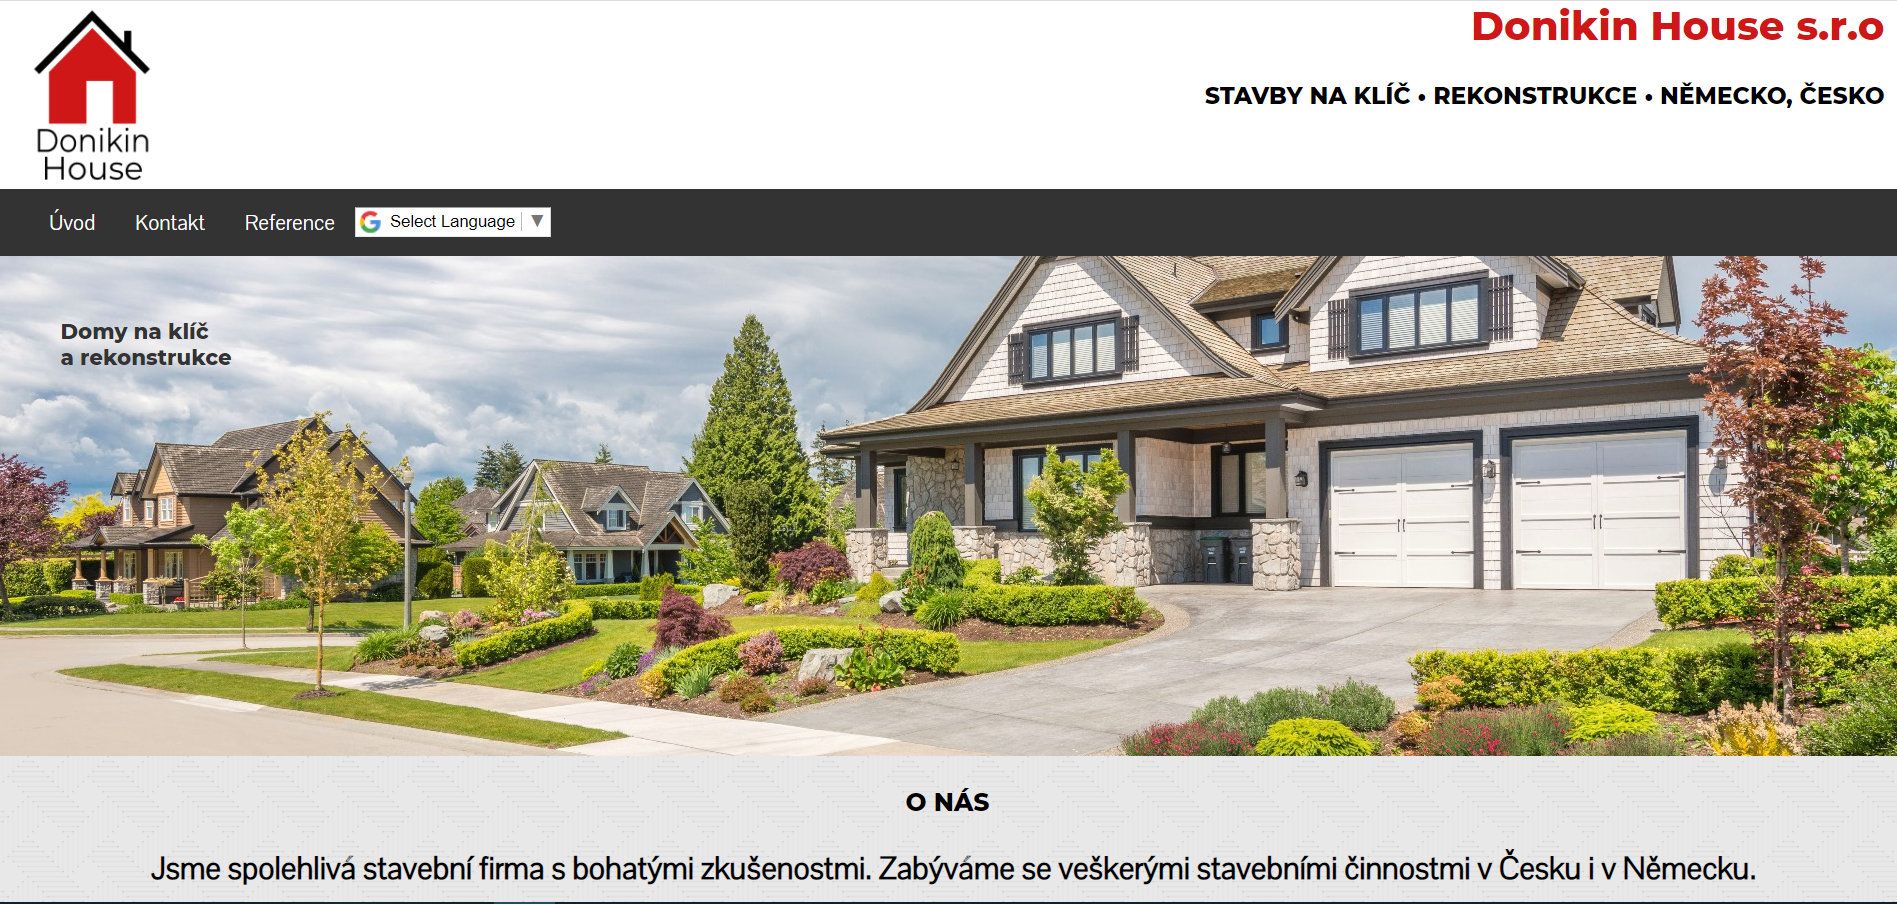 Donikin
House
Donikin House s.r.o
STAVBY NA KLÍČ • REKONSTRUKCE • NĚMECKO, ČESKO
Úvod Kontakt Reference Select Language ▼
Domy na klíč
a rekonstrukce
O NÁS
Jsme spolehlivá stavební firma s bohatými zkušenostmi. Zabýváme se veškerými stavebními činnostmi v Česku i v Německu.